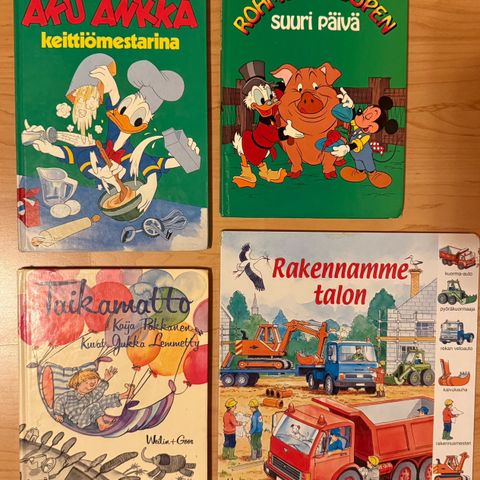 AKU ANKKA
keittiömestarina
suuri päivä
Taikamatto
Kaija Pakkanen
Kuvat Jukka Lemmetty
Weilin+Göös
Rakennamme
talon
kuorma-auto
pyöräkuormaaja
rekan vetoauto
kaivukauha
rakennusmestari